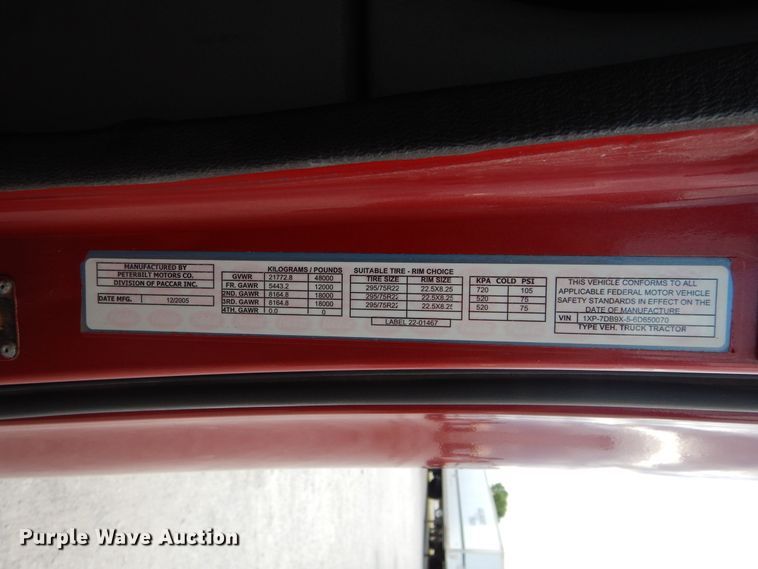 MANUFACTURED BY
PETERBILT MOTORS CO.
DIVISION OF PACCAR INC.
DATE MFG. 12/2005
KILOGRAMS / POUNDS
GVWR 21772.8 48000
FR. GAWR 5443.2 12000
2ND. GAWR 8164.8 18000
3RD. GAWR 8164.8 18000
4TH. GAWR 0.0 0
SUITABLE TIRE - RIM CHOICE
TIRE SIZE RIM SIZE
295/75R22 22.5X8.25
295/75R22 22.5X8.25
295/75R22 22.5X8.25
LABEL 22-01467
KPA COLD PSI
720 105
520 75
520 75
THIS VEHICLE CONFORMS TO ALL
APPLICABLE FEDERAL MOTOR VEHICLE
SAFETY STANDARDS IN EFFECT ON THE
DATE OF MANUFACTURE
VIN 1XP-7DB9X-5-6D650070
TYPE VEH. TRUCK TRACTOR
Purple Wave Auction